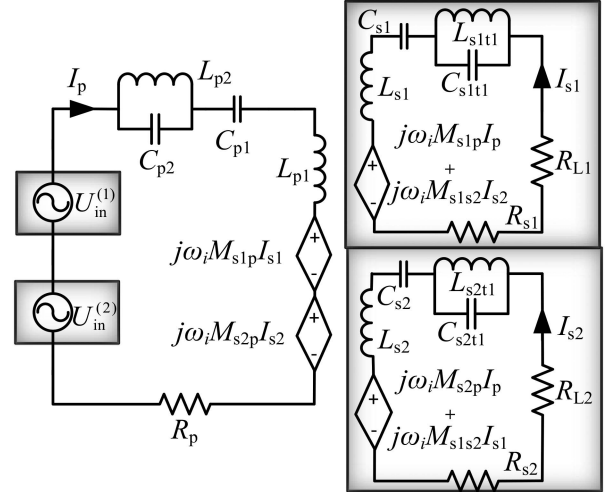 I_p
L_p2
C_p2
C_p1
L_p1
U_in^(1)
U_in^(2)
jω_iM_s1pI_s1
jω_iM_s2pI_s2
+
-
+
-
R_p
C_s1
L_s1t1
C_s1t1
L_s1
I_s1
jω_iM_s1pI_p
+
jω_iM_s1s2I_s2
+
-
R_L1
R_s1
C_s2
L_s2t1
C_s2t1
L_s2
I_s2
jω_iM_s2pI_p
+
jω_iM_s1s2I_s1
+
-
R_L2
R_s2